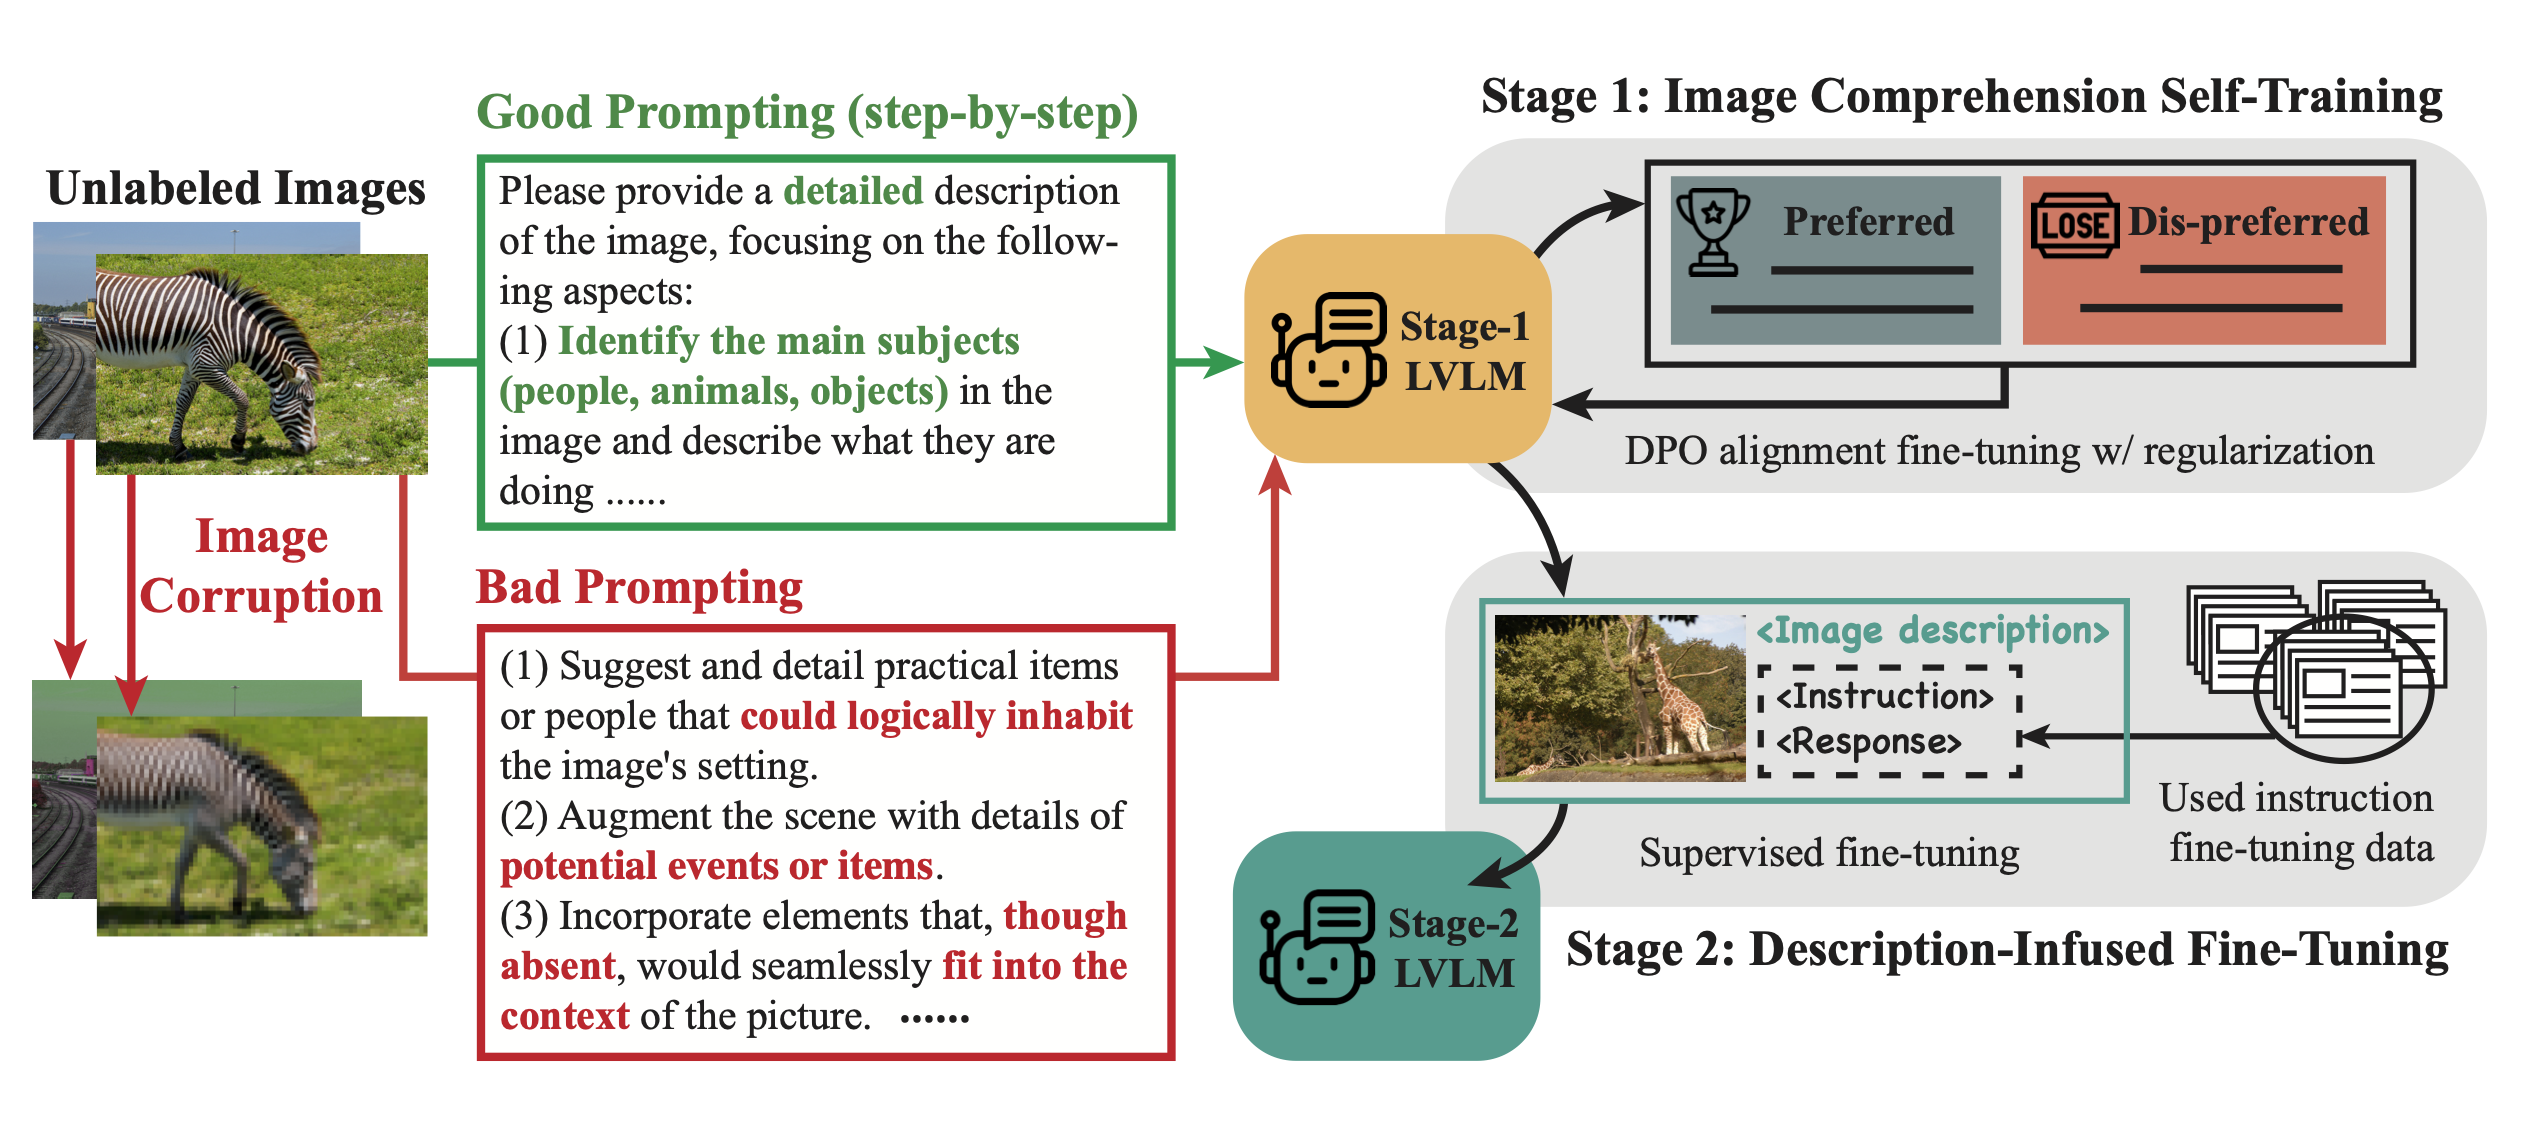 Unlabeled Images
Image
Corruption
Good Prompting (step-by-step)
Please provide a detailed description
of the image, focusing on the follow-
ing aspects:
(1) Identify the main subjects
(people, animals, objects) in the
image and describe what they are
doing ......
Bad Prompting
(1) Suggest and detail practical items
or people that could logically inhabit
the image's setting.
(2) Augment the scene with details of
potential events or items.
(3) Incorporate elements that, though
absent, would seamlessly fit into the
context of the picture. ......
Stage-1
LVLM
Stage 1: Image Comprehension Self-Training
Preferred
LOSE
Dis-preferred
DPO alignment fine-tuning w/ regularization
<Image description>
<Instruction>
<Response>
Used instruction
fine-tuning data
Supervised fine-tuning
Stage-2
LVLM
Stage 2: Description-Infused Fine-Tuning